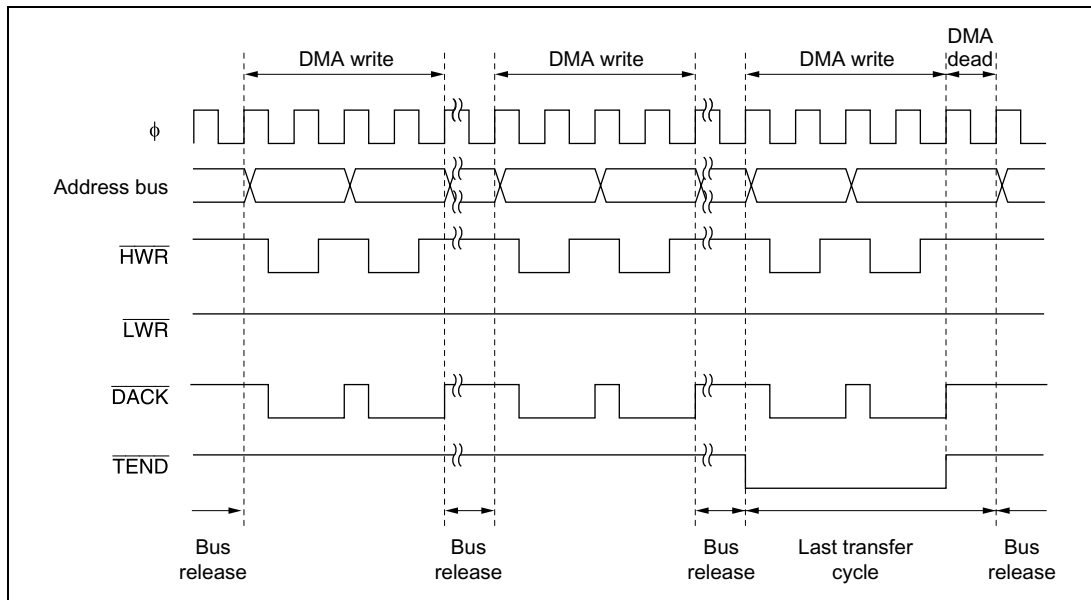 DMA write
DMA write
DMA write
DMA
dead
φ
Address bus
HWR
LWR
DACK
TEND
Bus
release
Bus
release
Bus
release
Last transfer
cycle
Bus
release